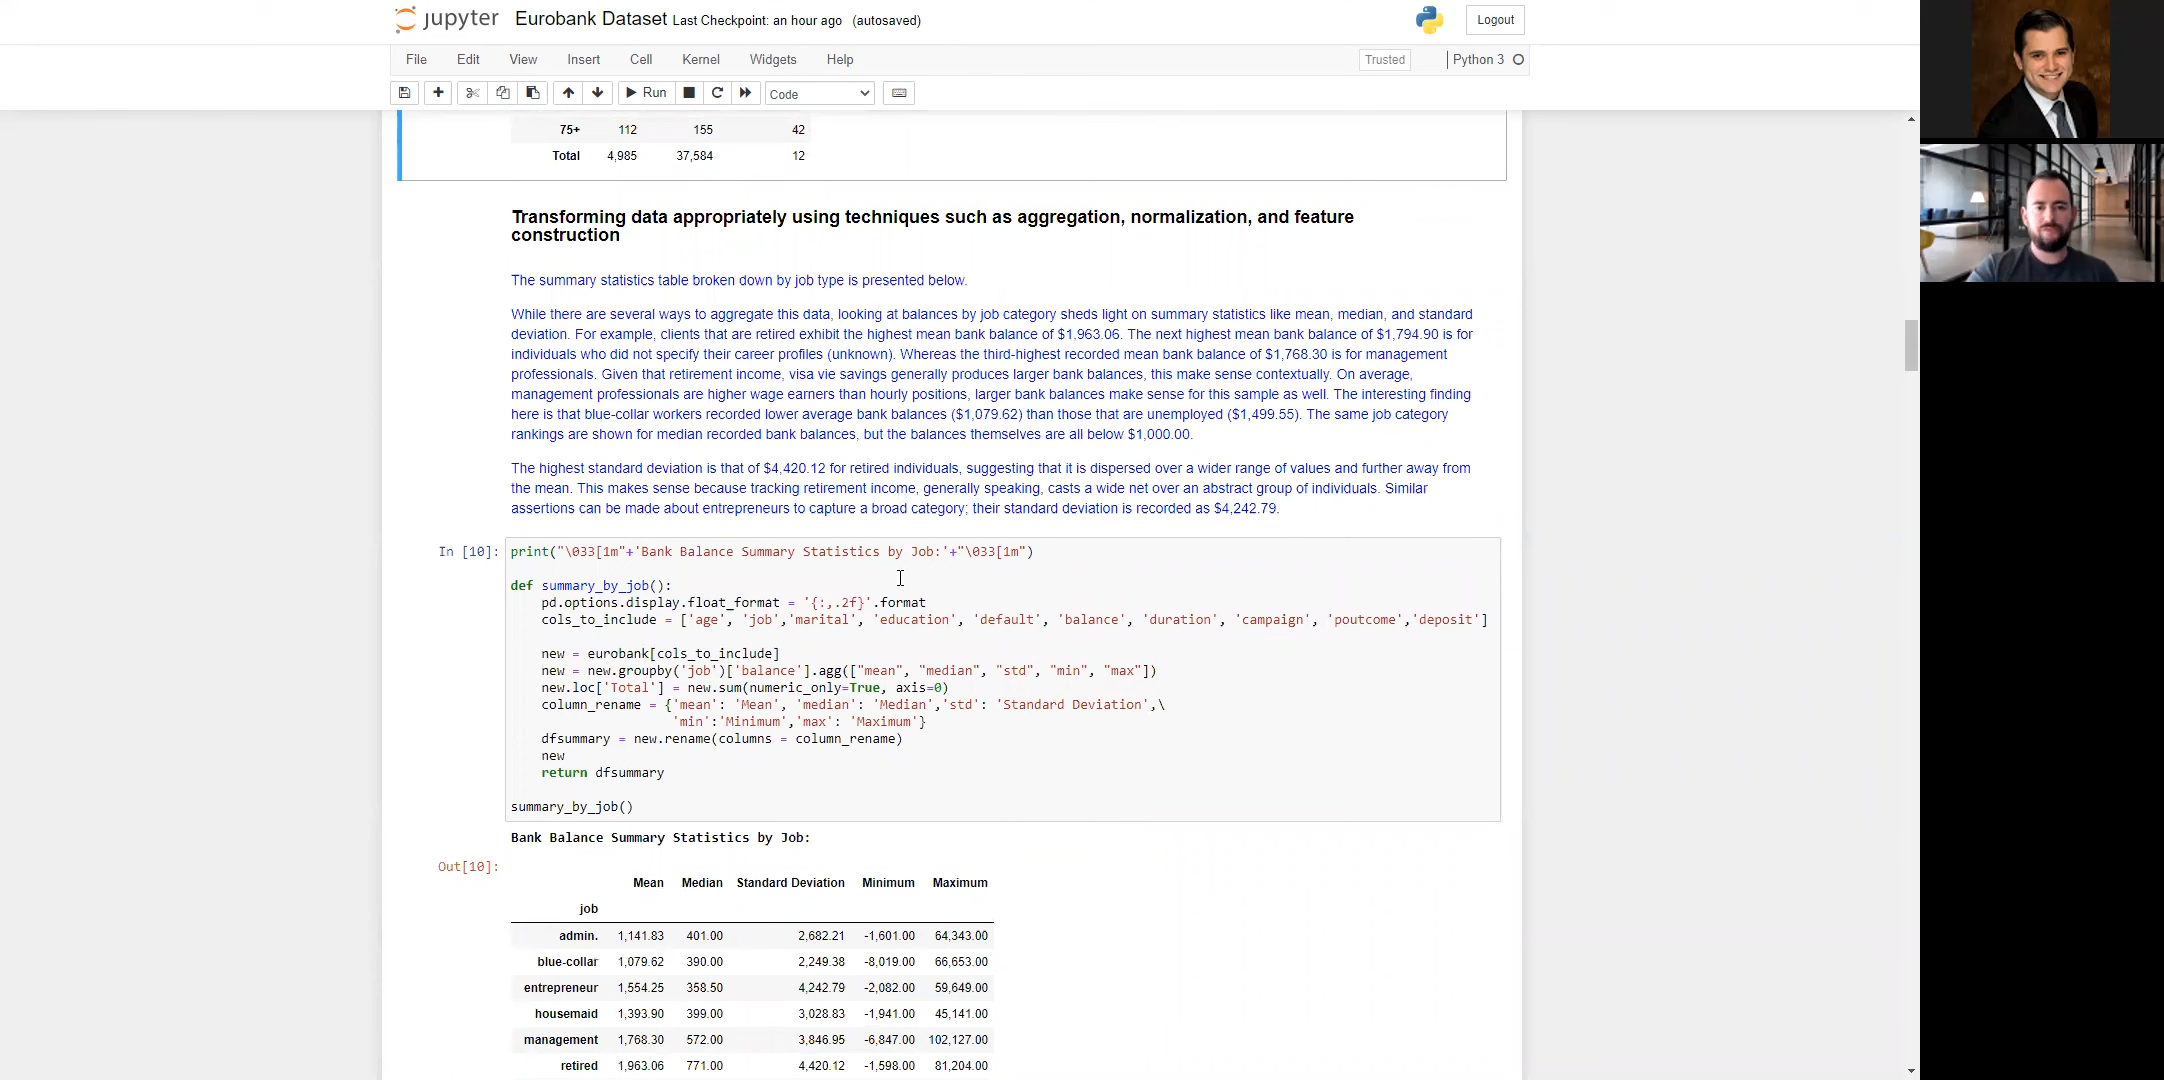 jupyter Eurobank Dataset Last Checkpoint: an hour ago (autosaved) Logout
File Edit View Insert Cell Kernel Widgets Help Trusted Python 3
Run Code
75+ 112 155 42
Total 4,985 37,584 12
Transforming data appropriately using techniques such as aggregation, normalization, and feature
construction
The summary statistics table broken down by job type is presented below.
While there are several ways to aggregate this data, looking at balances by job category sheds light on summary statistics like mean, median, and standard
deviation. For example, clients that are retired exhibit the highest mean bank balance of $1,963.06. The next highest mean bank balance of $1,794.90 is for
individuals who did not specify their career profiles (unknown). Whereas the third-highest recorded mean bank balance of $1,768.30 is for management
professionals. Given that retirement income, visa vie savings generally produces larger bank balances, this make sense contextually. On average,
management professionals are higher wage earners than hourly positions, larger bank balances make sense for this sample as well. The interesting finding
here is that blue-collar workers recorded lower average bank balances ($1,079.62) than those that are unemployed ($1,499.55). The same job category
rankings are shown for median recorded bank balances, but the balances themselves are all below $1,000.00.
The highest standard deviation is that of $4,420.12 for retired individuals, suggesting that it is dispersed over a wider range of values and further away from
the mean. This makes sense because tracking retirement income, generally speaking, casts a wide net over an abstract group of individuals. Similar
assertions can be made about entrepreneurs to capture a broad category; their standard deviation is recorded as $4,242.79.
In [10]: print("\033[1m"+'Bank Balance Summary Statistics by Job:'+"\033[1m")
def summary_by_job():
pd.options.display.float_format = '{:,.2f}'.format
cols_to_include = ['age', 'job','marital', 'education', 'default', 'balance', 'duration', 'campaign', 'poutcome','deposit']
new = eurobank[cols_to_include]
new = new.groupby('job')['balance'].agg(["mean", "median", "std", "min", "max"])
new.loc['Total'] = new.sum(numeric_only=True, axis=0)
column_rename = {'mean': 'Mean', 'median': 'Median','std': 'Standard Deviation',\
'min':'Minimum','max': 'Maximum'}
dfsummary = new.rename(columns = column_rename)
new
return dfsummary
summary_by_job()
Bank Balance Summary Statistics by Job:
Out[10]:
Mean Median Standard Deviation Minimum Maximum
job
admin. 1,141.83 401.00 2,682.21 -1,601.00 64,343.00
blue-collar 1,079.62 390.00 2,249.38 -8,019.00 66,653.00
entrepreneur 1,554.25 358.50 4,242.79 -2,082.00 59,649.00
housemaid 1,393.90 399.00 3,028.83 -1,941.00 45,141.00
management 1,768.30 572.00 3,846.95 -6,847.00 102,127.00
retired 1,963.06 771.00 4,420.12 -1,598.00 81,204.00